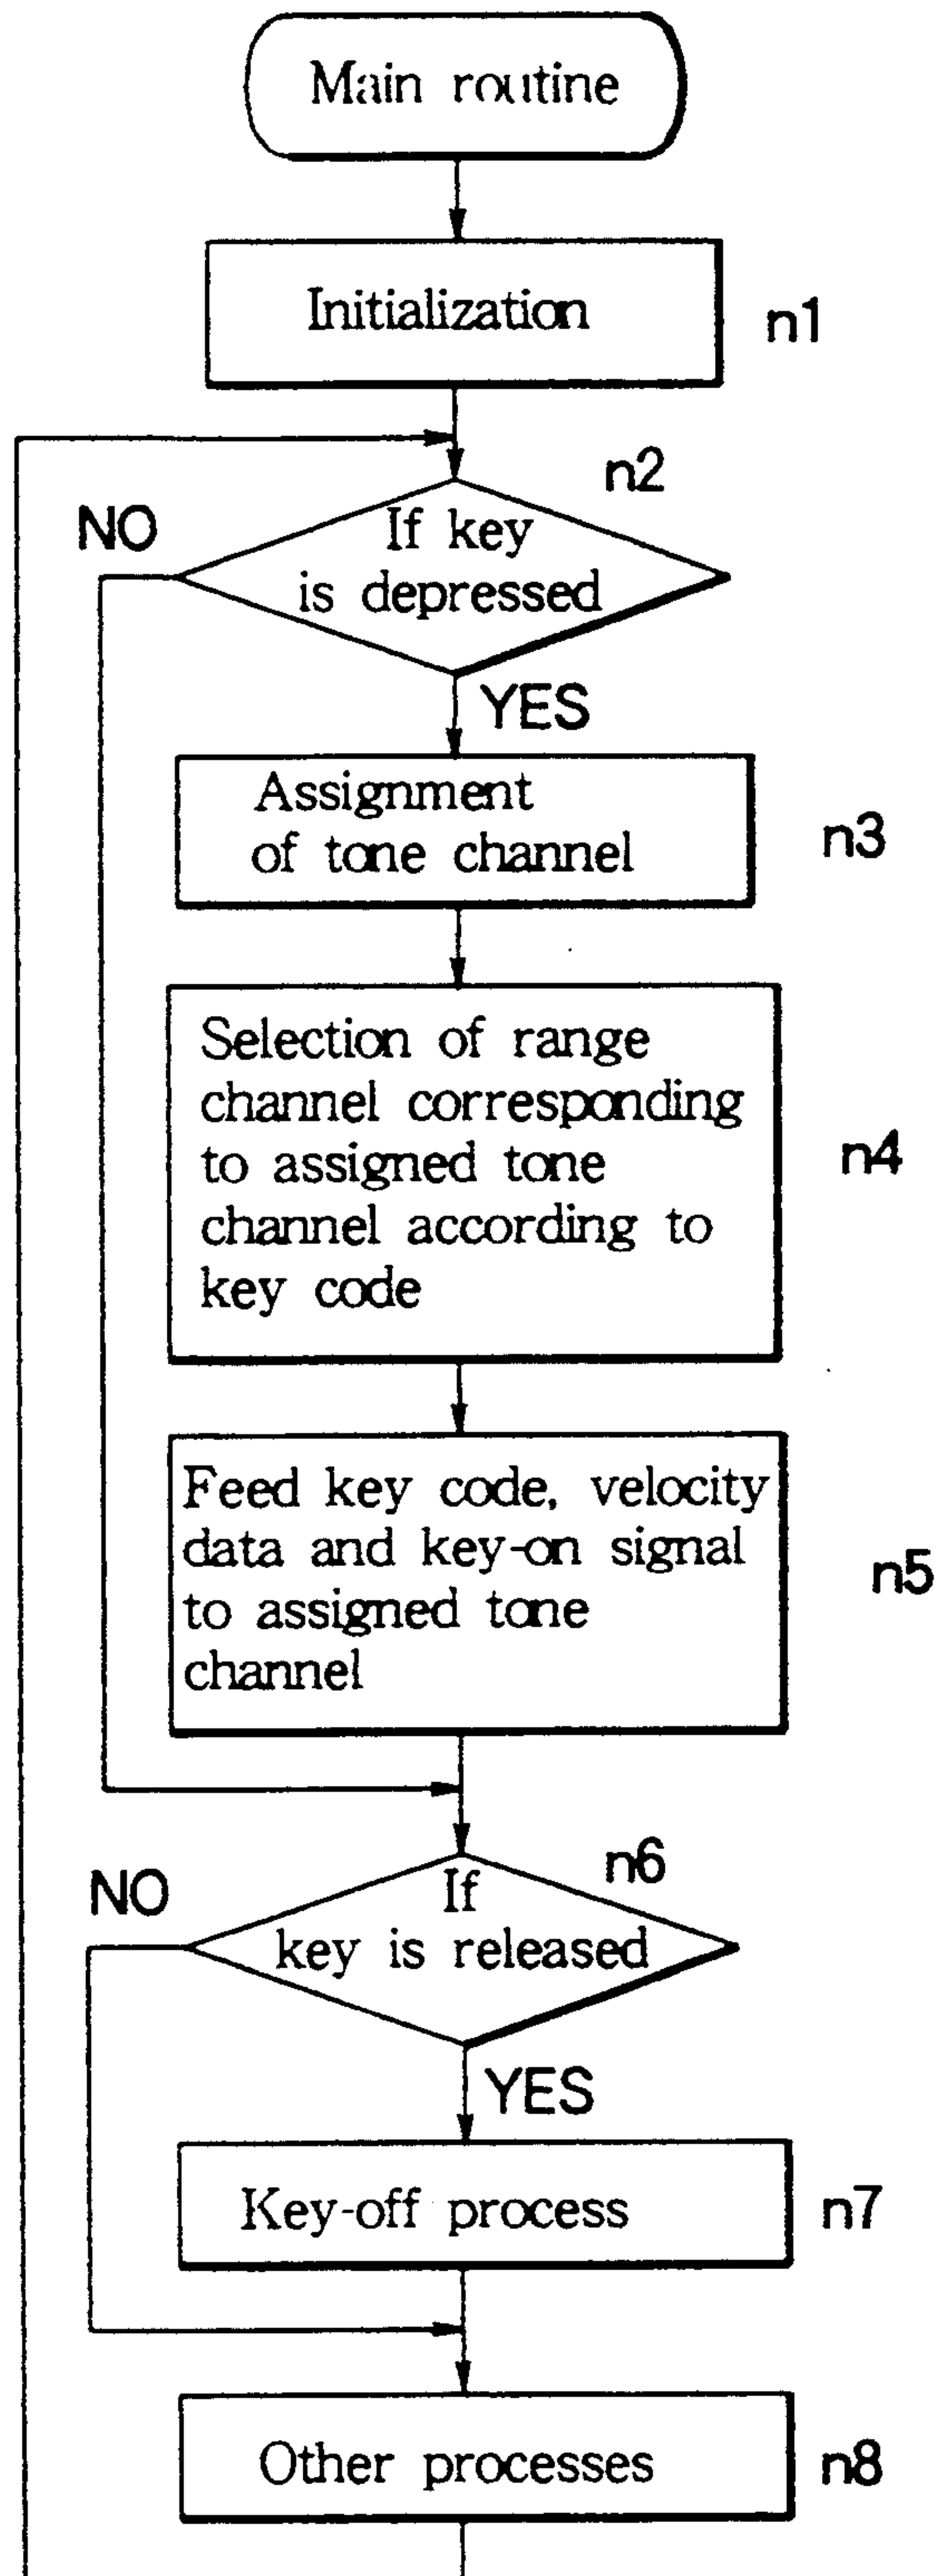 Main routine
Initialization
n1
n2
NO
If key
is depressed
YES
Assignment
of tone channel
n3
Selection of range
channel corresponding
to assigned tone
channel according to
key code
n4
Feed key code, velocity
data and key-on signal
to assigned tone
channel
n5
n6
NO
If
key is released
YES
Key-off process
n7
Other processes
n8